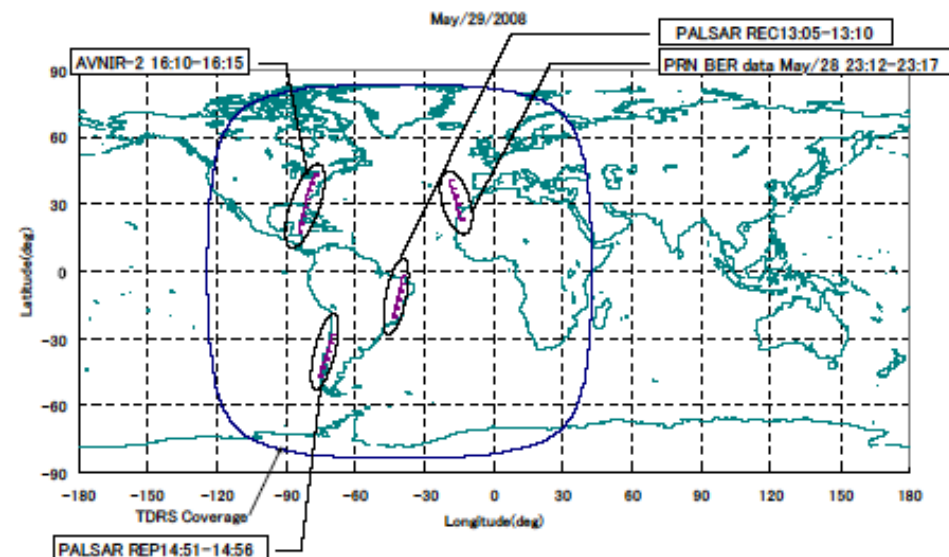 May/29/2008
PALSAR REC13:05-13:10
AVNIR-2 16:10-16:15
PRN BER data May/28 23:12-23:17
90
60
30
0
-30
-60
-90
Latitude(deg)
-180 -150 -120 -90 -60 -30 0 30 60 90 120 150 180
TDRS Coverage
Longitude(deg)
PALSAR REP14:51-14:56